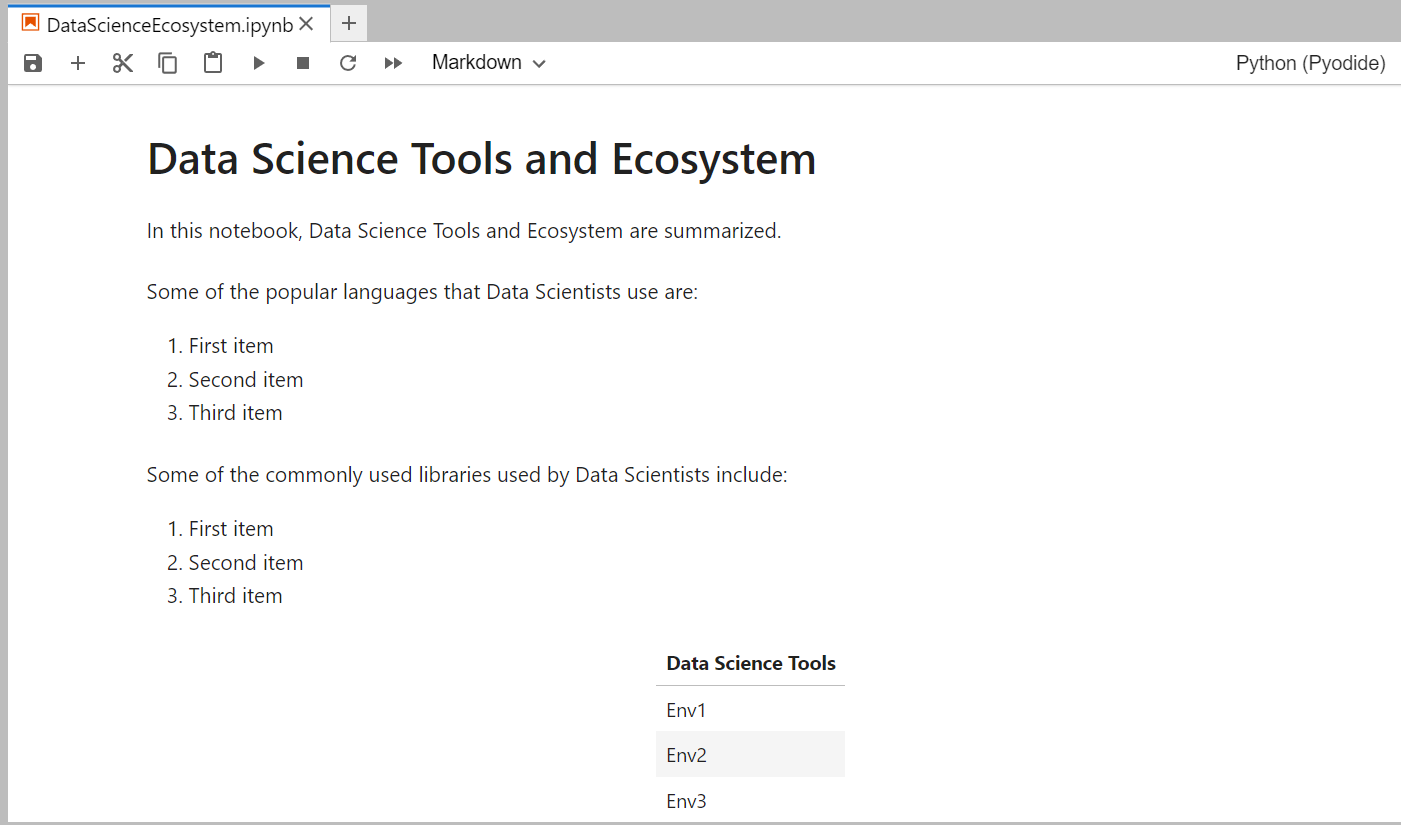 DataScienceEcosystem.ipynb
Markdown
Python (Pyodide)
Data Science Tools and Ecosystem
In this notebook, Data Science Tools and Ecosystem are summarized.
Some of the popular languages that Data Scientists use are:
1. First item
2. Second item
3. Third item
Some of the commonly used libraries used by Data Scientists include:
1. First item
2. Second item
3. Third item
Data Science Tools
Env1
Env2
Env3